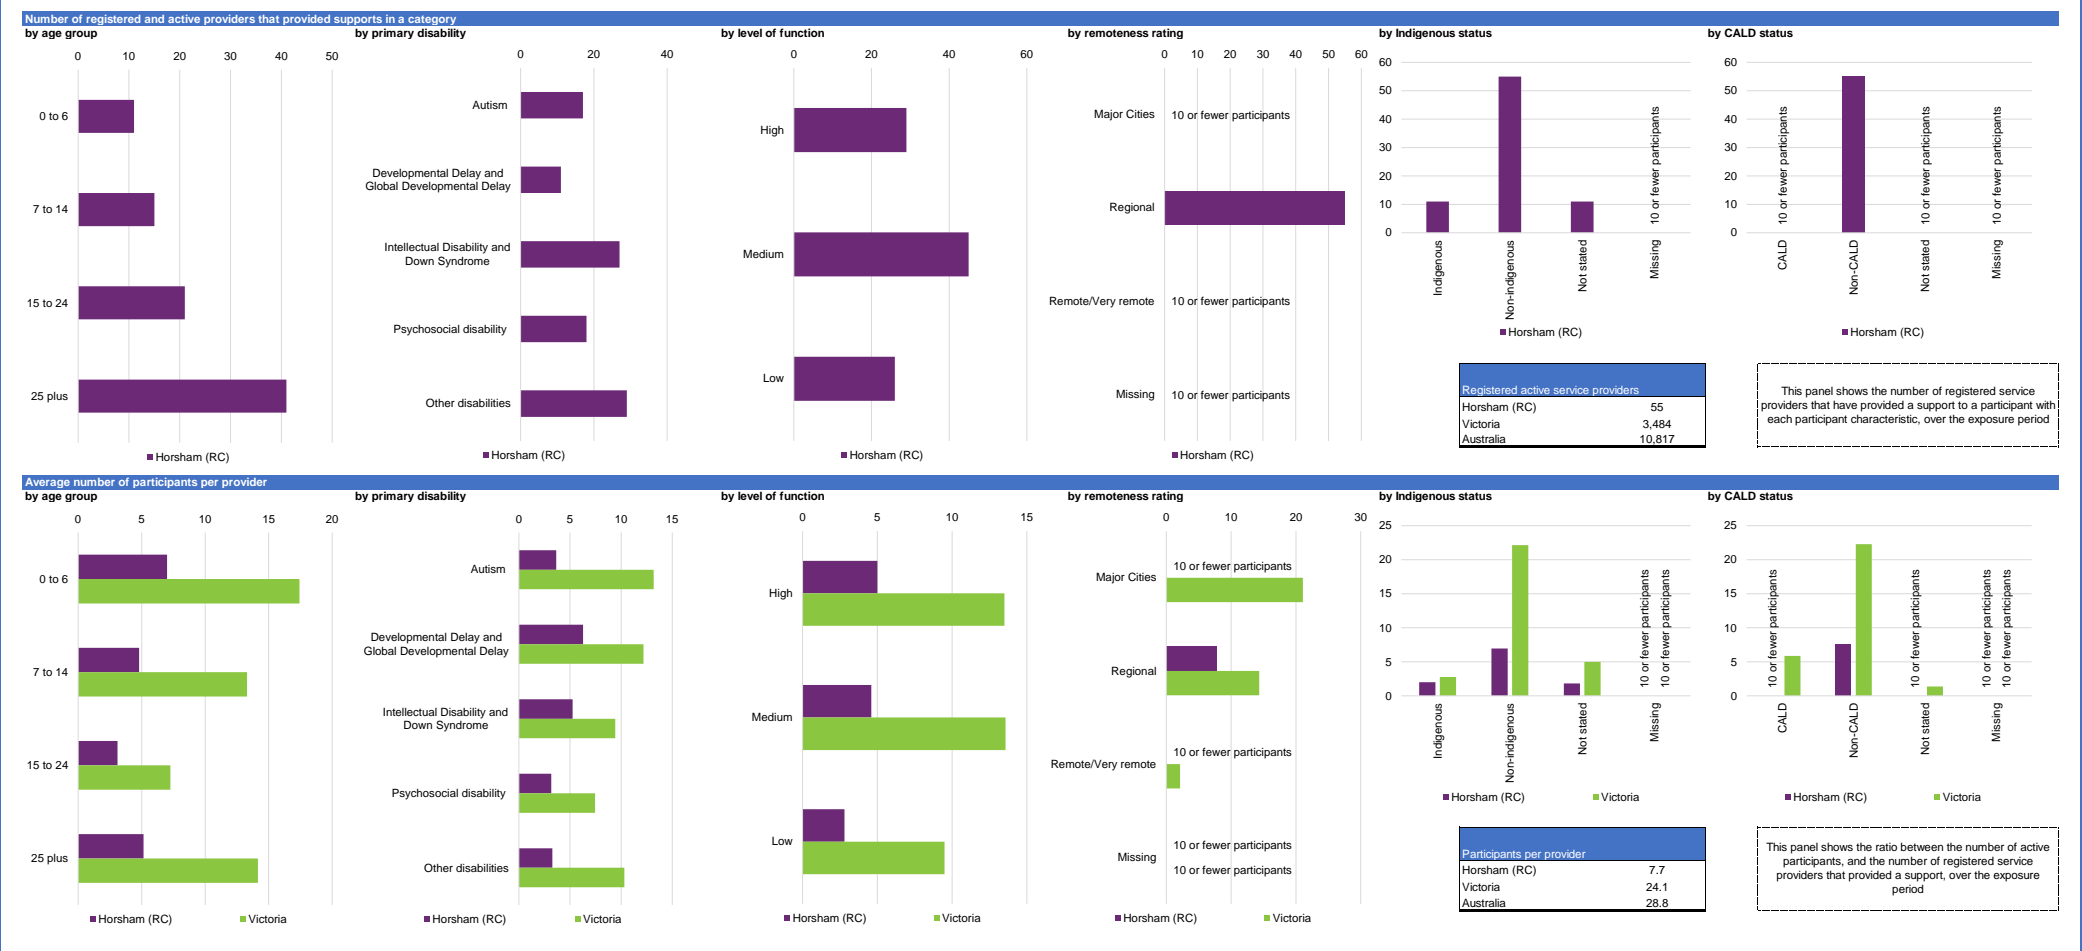 Number of registered and active providers that provided supports in a category
by age group
0 10 20 30 40 50
0 to 6
7 to 14
15 to 24
25 plus
Horsham (RC)
by primary disability
0 20 40
Autism
Developmental Delay and
Global Developmental Delay
Intellectual Disability and
Down Syndrome
Psychosocial disability
Other disabilities
Horsham (RC)
by level of function
0 20 40 60
High
Medium
Low
Horsham (RC)
by remoteness rating
0 10 20 30 40 50 60
Major Cities 10 or fewer participants
Regional
Remote/Very remote 10 or fewer participants
Missing 10 or fewer participants
Horsham (RC)
by Indigenous status
60
50
40
30
20
10
0
10 or fewer participants
Indigenous
Non-indigenous
Not stated
Missing
Horsham (RC)
by CALD status
60
50
40
30
20
10
0
10 or fewer participants
10 or fewer participants
10 or fewer participants
CALD
Non-CALD
Not stated
Missing
Horsham (RC)
Registered active service providers
Horsham (RC) 55
Victoria 3,484
Australia 10,817
This panel shows the number of registered service
providers that have provided a support to a participant with
each participant characteristic, over the exposure period
Average number of participants per provider
by age group
0 5 10 15 20
0 to 6
7 to 14
15 to 24
25 plus
Horsham (RC) Victoria
by primary disability
0 5 10 15
Autism
Developmental Delay and
Global Developmental Delay
Intellectual Disability and
Down Syndrome
Psychosocial disability
Other disabilities
Horsham (RC) Victoria
by level of function
0 5 10 15
High
Medium
Low
Horsham (RC) Victoria
by remoteness rating
0 10 20 30
10 or fewer participants
Major Cities
Regional
10 or fewer participants
Remote/Very remote
10 or fewer participants
Missing
10 or fewer participants
Horsham (RC) Victoria
by Indigenous status
25
20
15
10
5
0
10 or fewer participants
10 or fewer participants
Indigenous
Non-indigenous
Not stated
Missing
Horsham (RC) Victoria
by CALD status
25
20
15
10
5
0
10 or fewer participants
10 or fewer participants
10 or fewer participants
10 or fewer participants
CALD
Non-CALD
Not stated
Missing
Horsham (RC) Victoria
Participants per provider
Horsham (RC) 7.7
Victoria 24.1
Australia 28.8
This panel shows the ratio between the number of active
participants, and the number of registered service
providers that provided a support, over the exposure
period